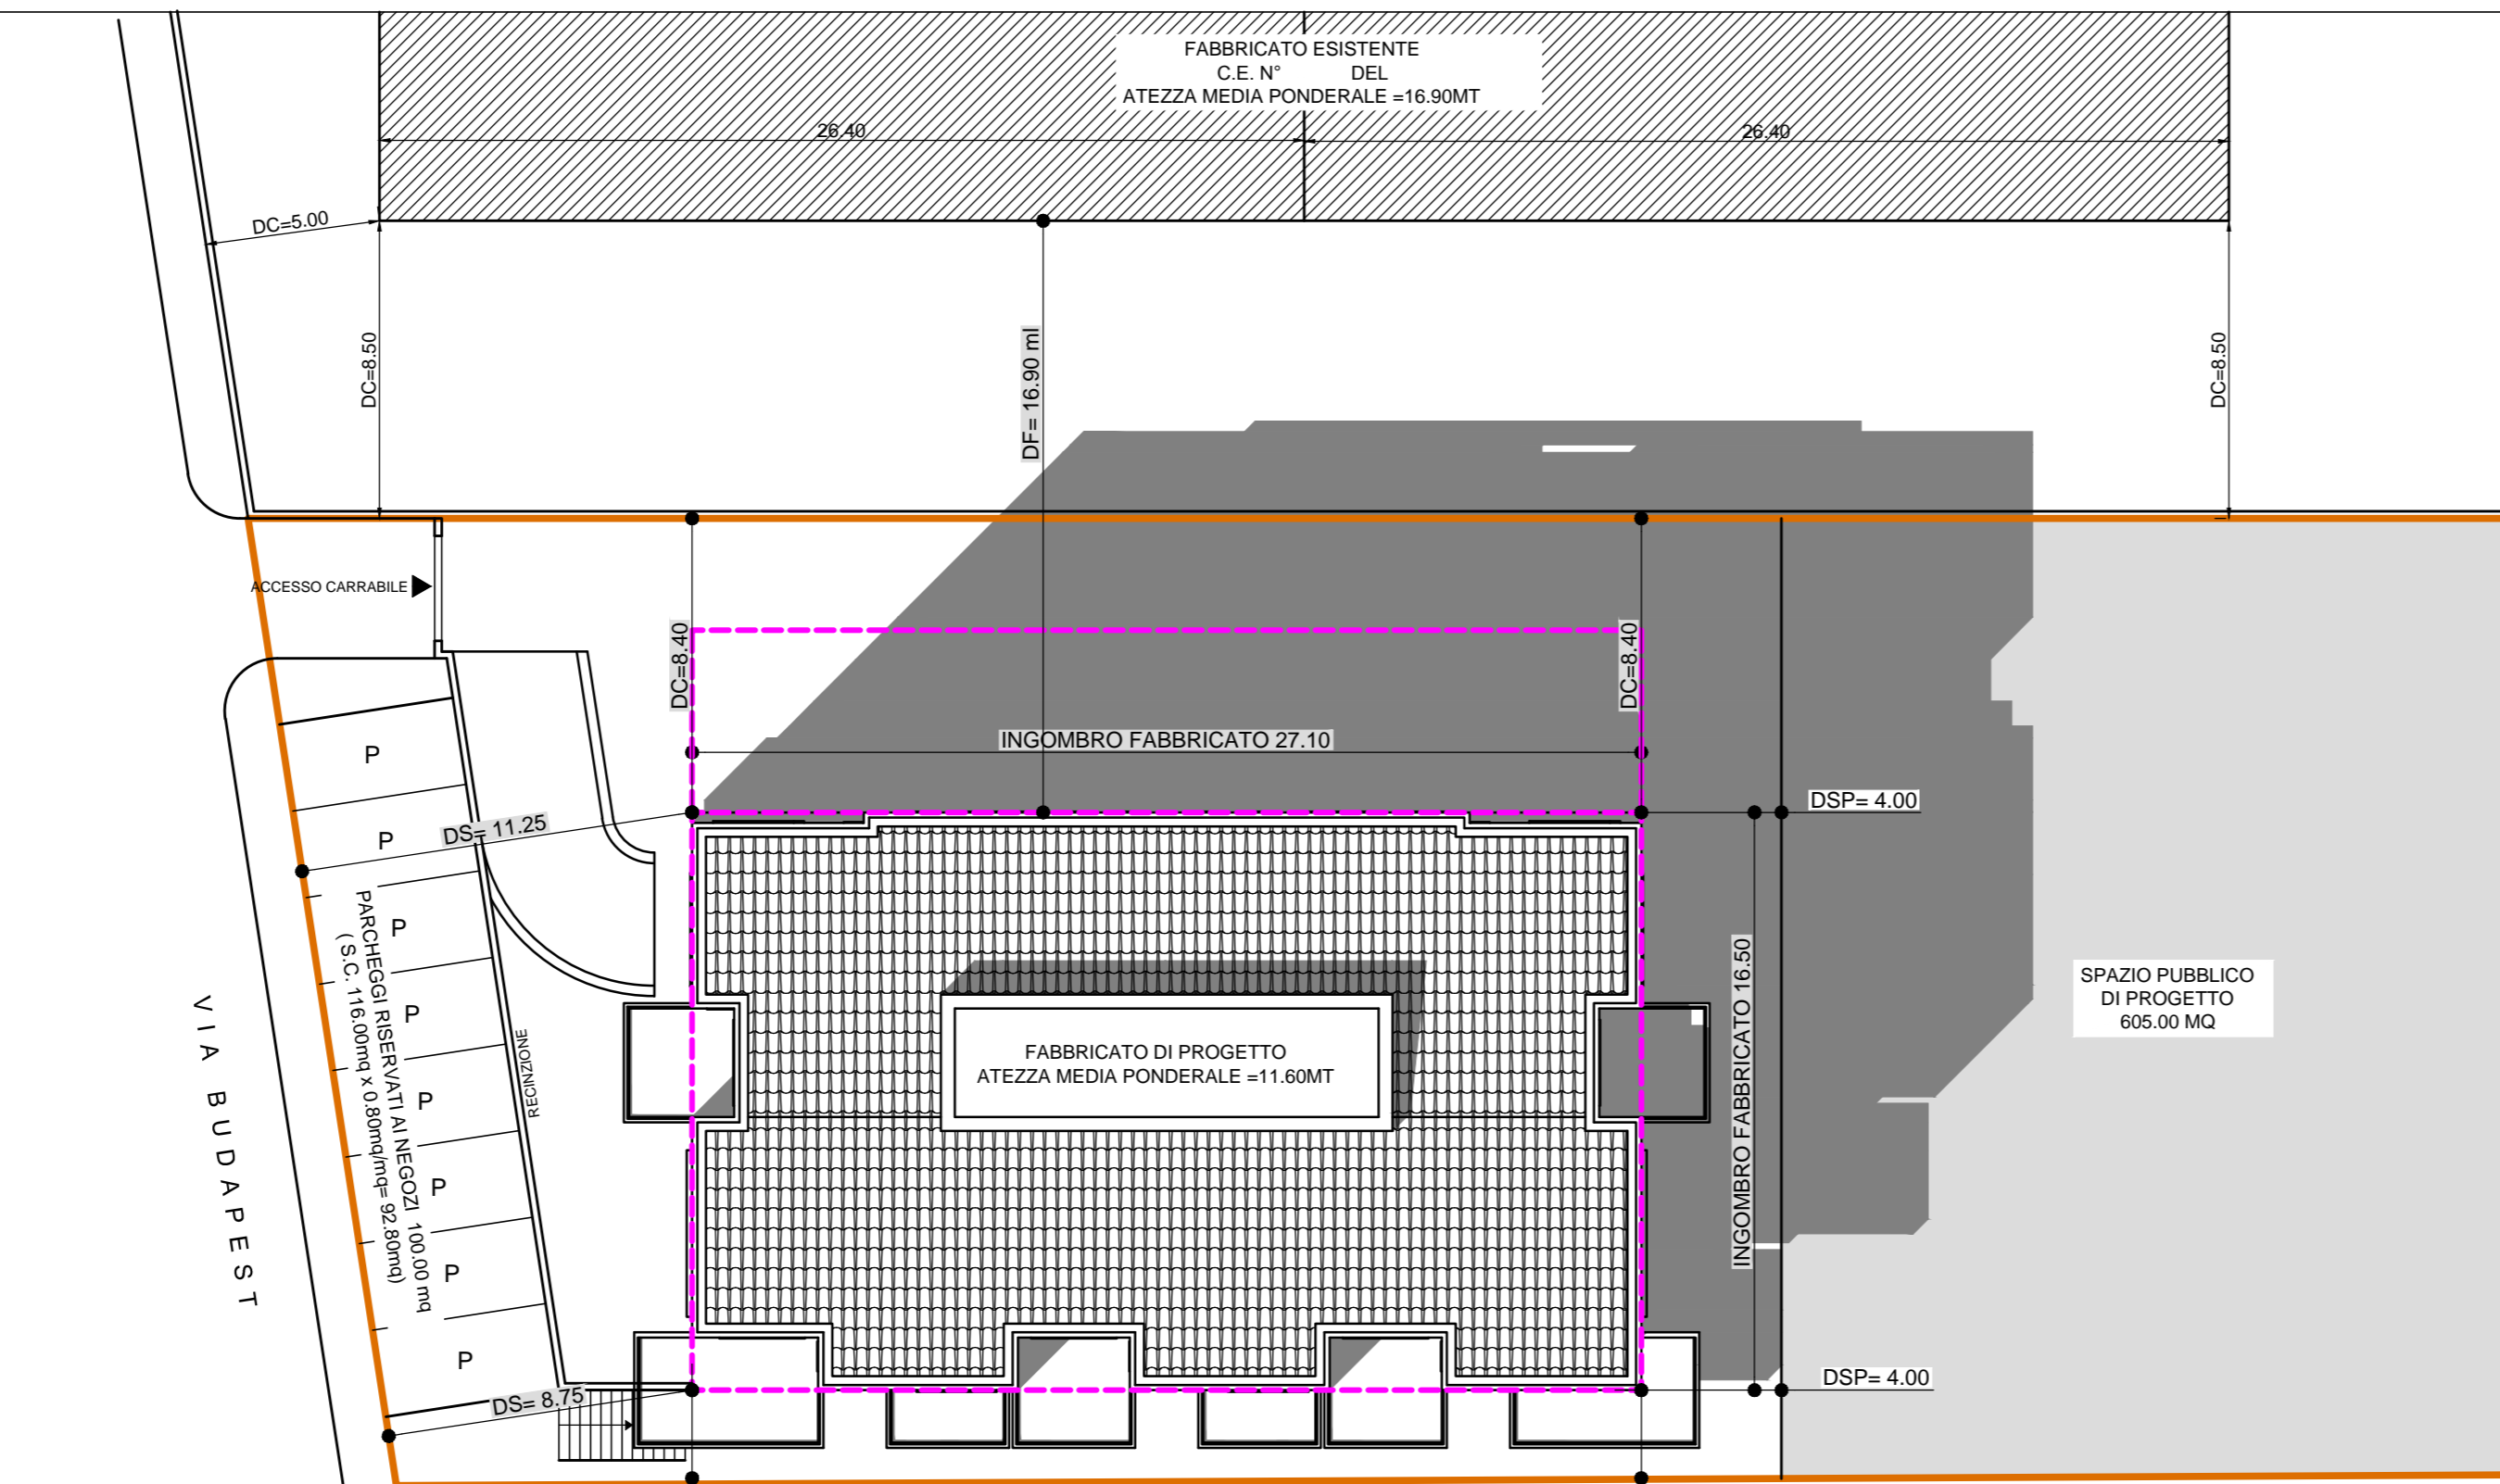 FABBRICATO ESISTENTE
C.E. N° DEL
ATEZZA MEDIA PONDERALE =16.90MT
26.40
26.40
DC=5.00
DC=8.50
DF= 16.90 ml
DC=8.50
ACCESSO CARRABILE
DC=8.40
DC=8.40
INGOMBRO FABBRICATO 27.10
P
P
P
P
P
P
P
P
DS= 11.25
DSP= 4.00
PARCHEGGI RISERVATI AI NEGOZI 100.00 mq
( S.C. 116.00mq x 0.80mq/mq= 92.80mq)
RECINIZIONE
VIA BUDAPEST
FABBRICATO DI PROGETTO
ATEZZA MEDIA PONDERALE =11.60MT
INGOMBRO FABBRICATO 16.50
SPAZIO PUBBLICO
DI PROGETTO
605.00 MQ
DS= 8.75
DSP= 4.00